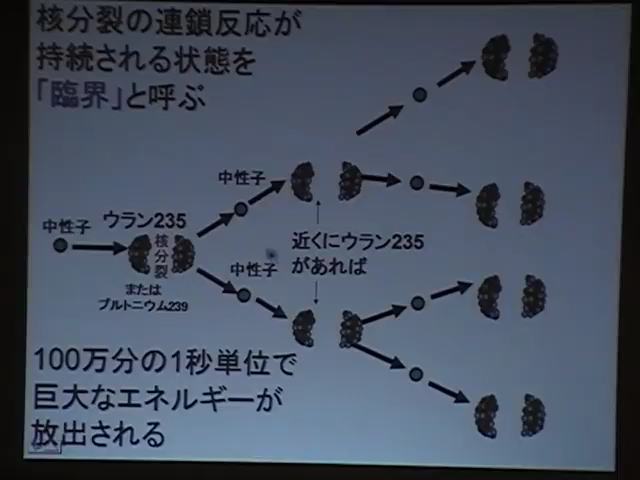 核分裂の連鎖反応が
持続される状態を
「臨界」と呼ぶ
中性子
中性子
ウラン235
核分裂
または
プルトニウム239
中性子
近くにウラン235
があれば
100万分の1秒単位で
巨大なエネルギーが
放出される